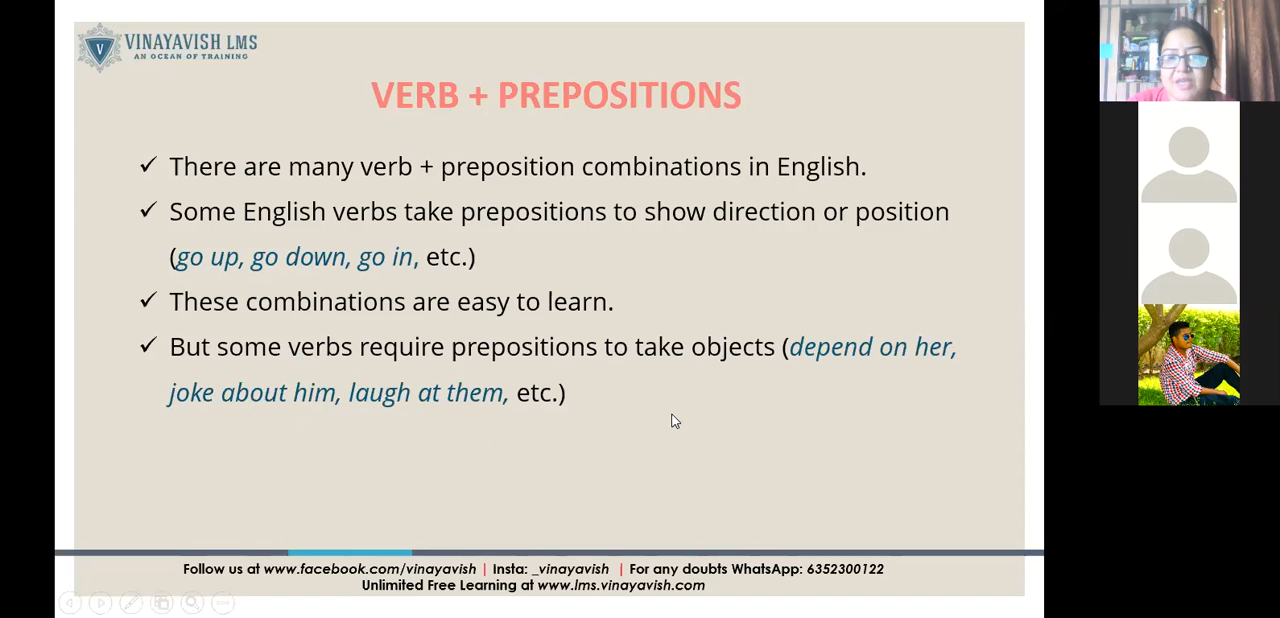 VINAYAVISH LMS
AN OCEAN OF TRAINING
VERB + PREPOSITIONS
✓ There are many verb + preposition combinations in English.
✓ Some English verbs take prepositions to show direction or position
(go up, go down, go in, etc.)
✓ These combinations are easy to learn.
✓ But some verbs require prepositions to take objects (depend on her,
joke about him, laugh at them, etc.)
Follow us at www.facebook.com/vinayavish | Insta: _vinayavish | For any doubts WhatsApp: 6352300122
Unlimited Free Learning at www.lms.vinayavish.com